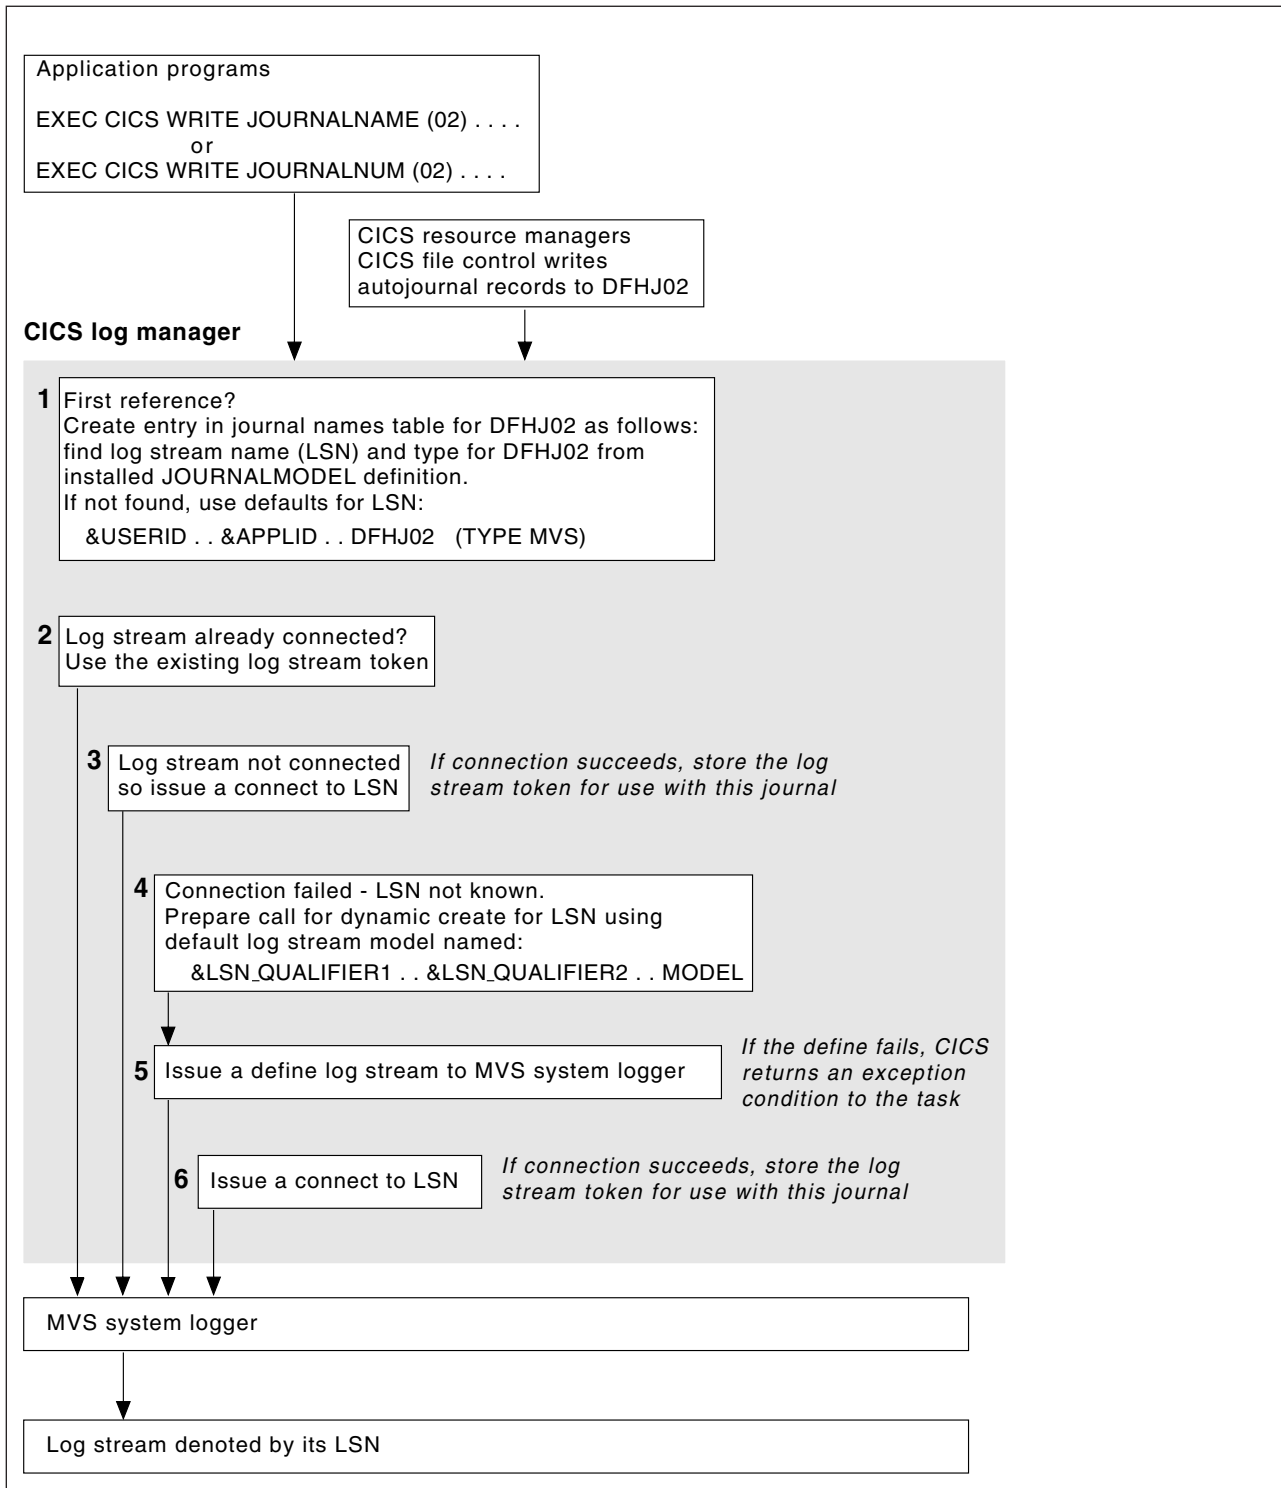 Application programs
EXEC CICS WRITE JOURNALNAME (02) . . . .
or
EXEC CICS WRITE JOURNALNUM (02) . . . .
CICS resource managers
CICS file control writes
autojournal records to DFHJ02
CICS log manager
1
First reference?
Create entry in journal names table for DFHJ02 as follows:
find log stream name (LSN) and type for DFHJ02 from
installed JOURNALMODEL definition.
If not found, use defaults for LSN:
&USERID . . &APPLID . . DFHJ02 (TYPE MVS)
2
Log stream already connected?
Use the existing log stream token
3
Log stream not connected
so issue a connect to LSN
If connection succeeds, store the log
stream token for use with this journal
4
Connection failed - LSN not known.
Prepare call for dynamic create for LSN using
default log stream model named:
&LSN_QUALIFIER1 . . &LSN_QUALIFIER2 . . MODEL
5
Issue a define log stream to MVS system logger
If the define fails, CICS
returns an exception
condition to the task
6
Issue a connect to LSN
If connection succeeds, store the log
stream token for use with this journal
MVS system logger
Log stream denoted by its LSN